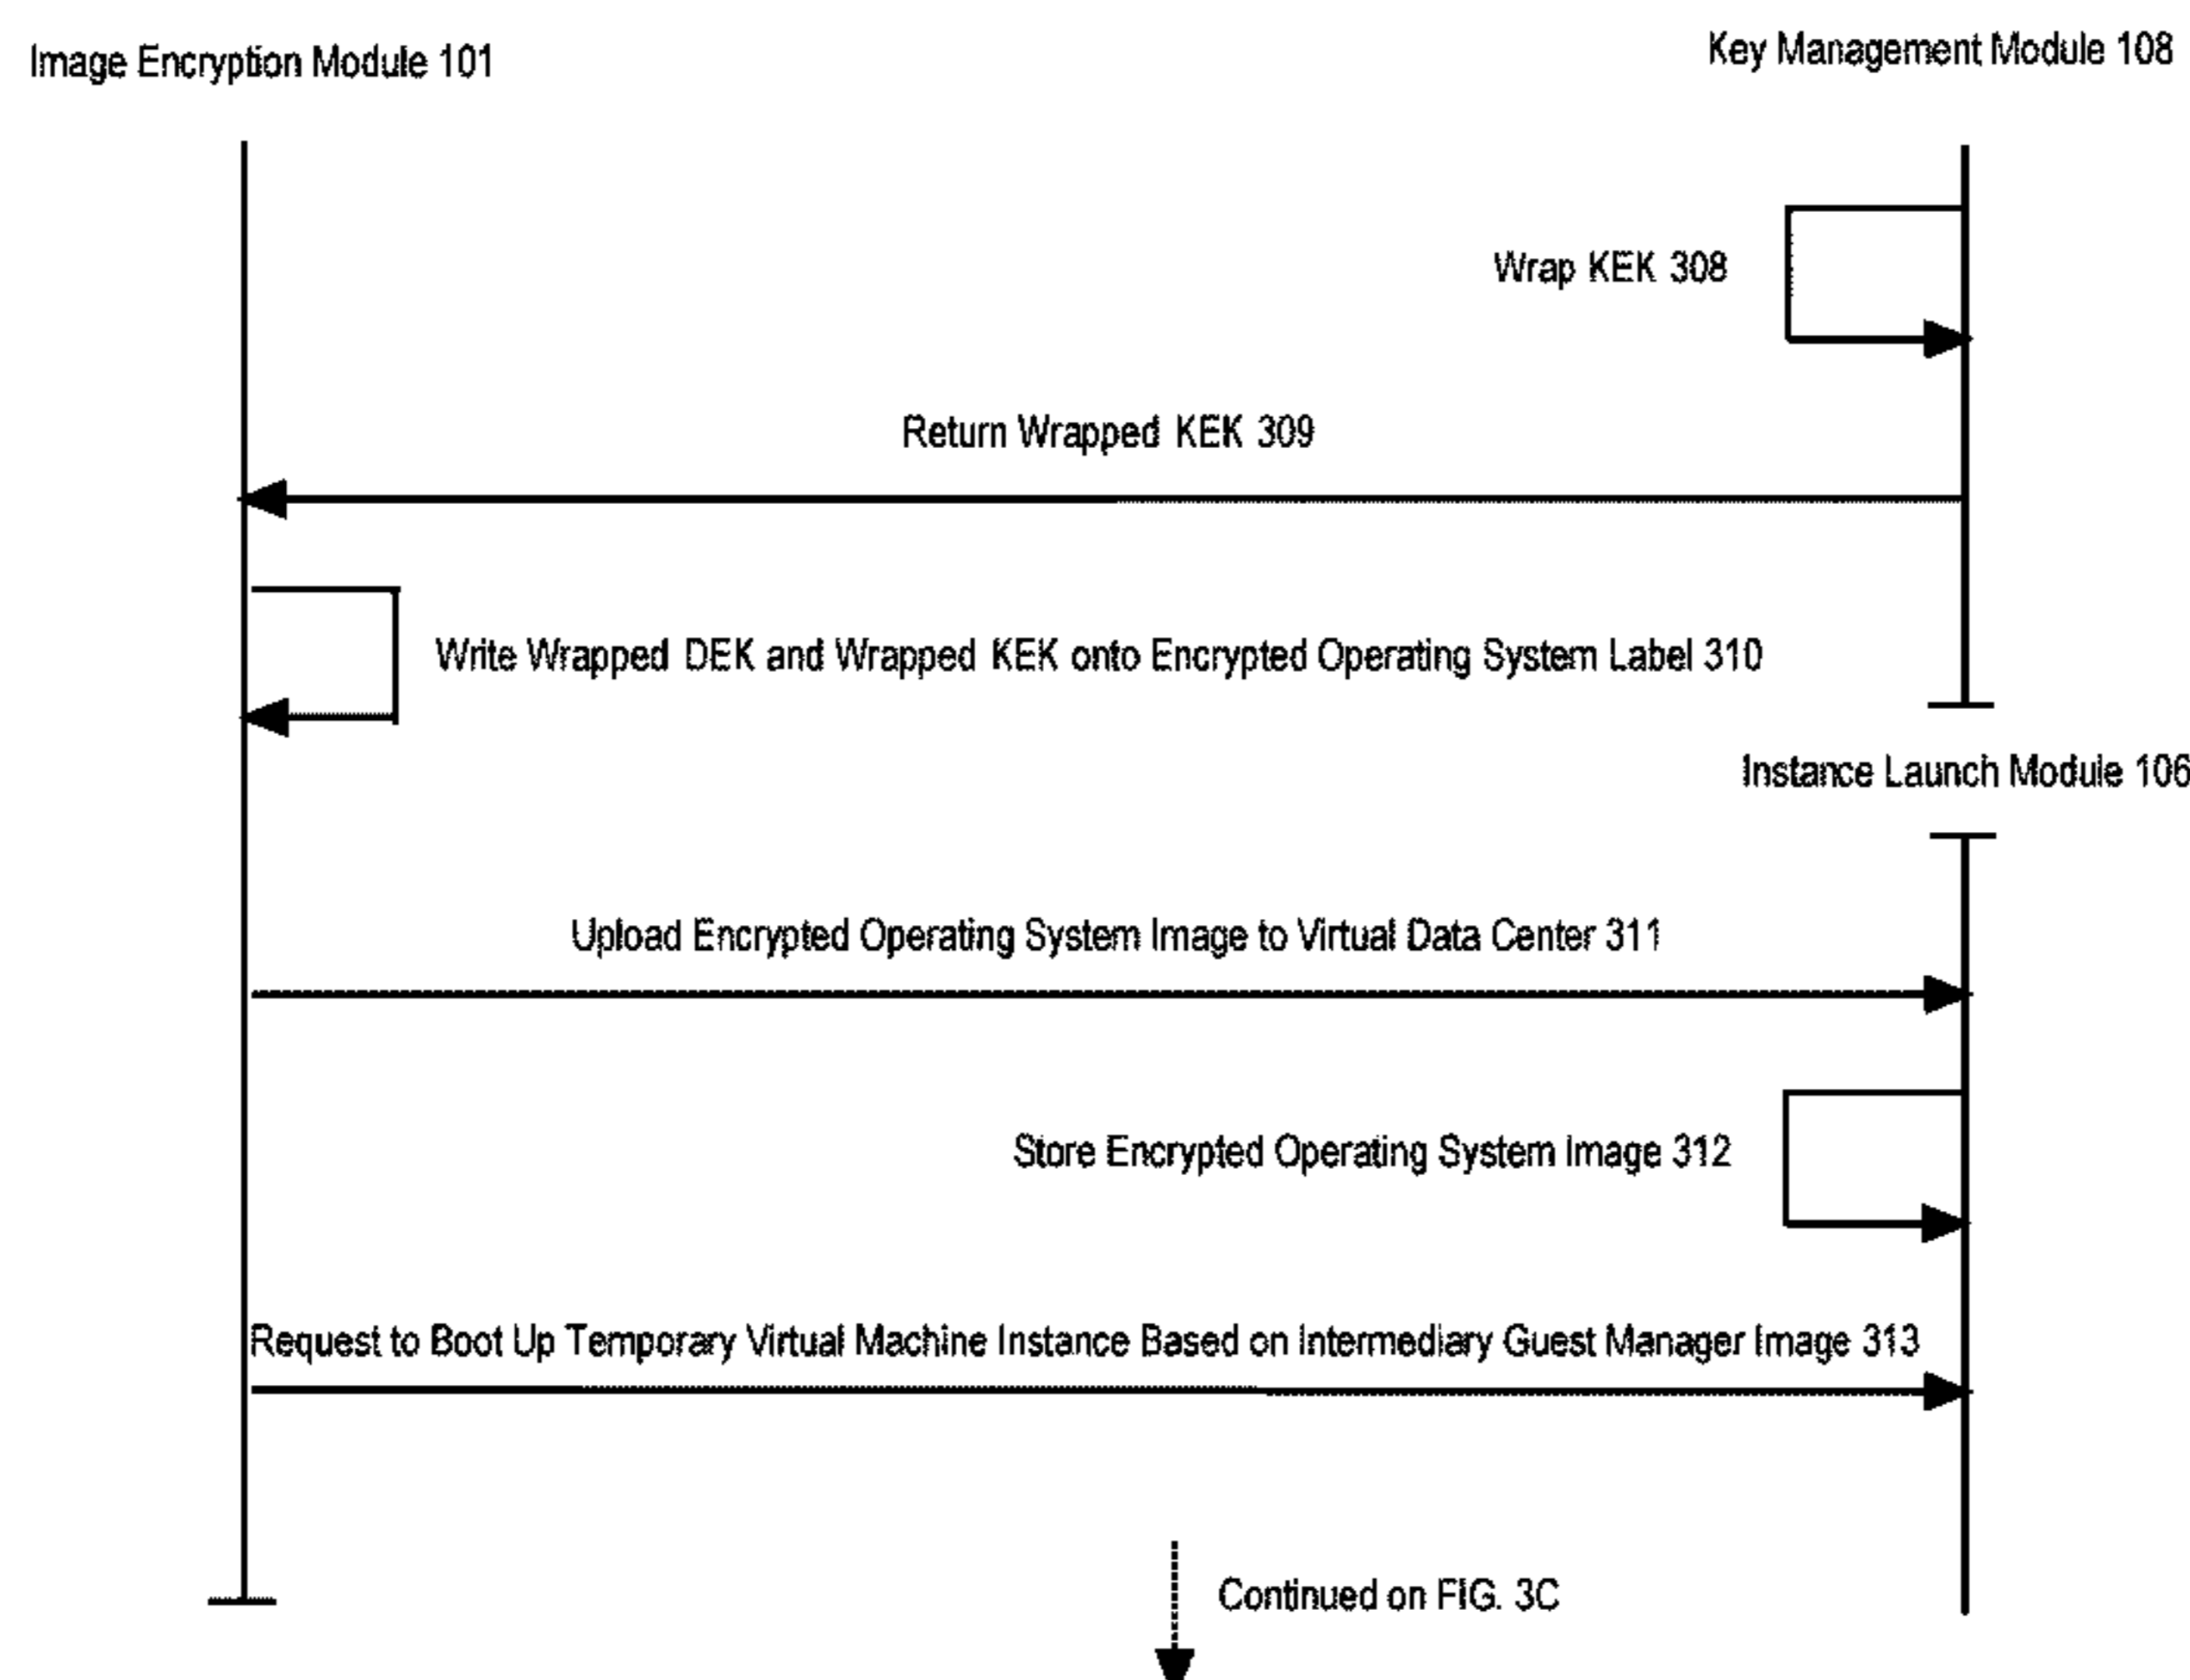 Image Encryption Module 101
Key Management Module 108
Wrap KEK 308
Return Wrapped KEK 309
Write Wrapped DEK and Wrapped KEK onto Encrypted Operating System Label 310
Instance Launch Module 106
Upload Encrypted Operating System Image to Virtual Data Center 311
Store Encrypted Operating System Image 312
Request to Boot Up Temporary Virtual Machine Instance Based on Intermediary Guest Manager Image 313
Continued on FIG. 3C